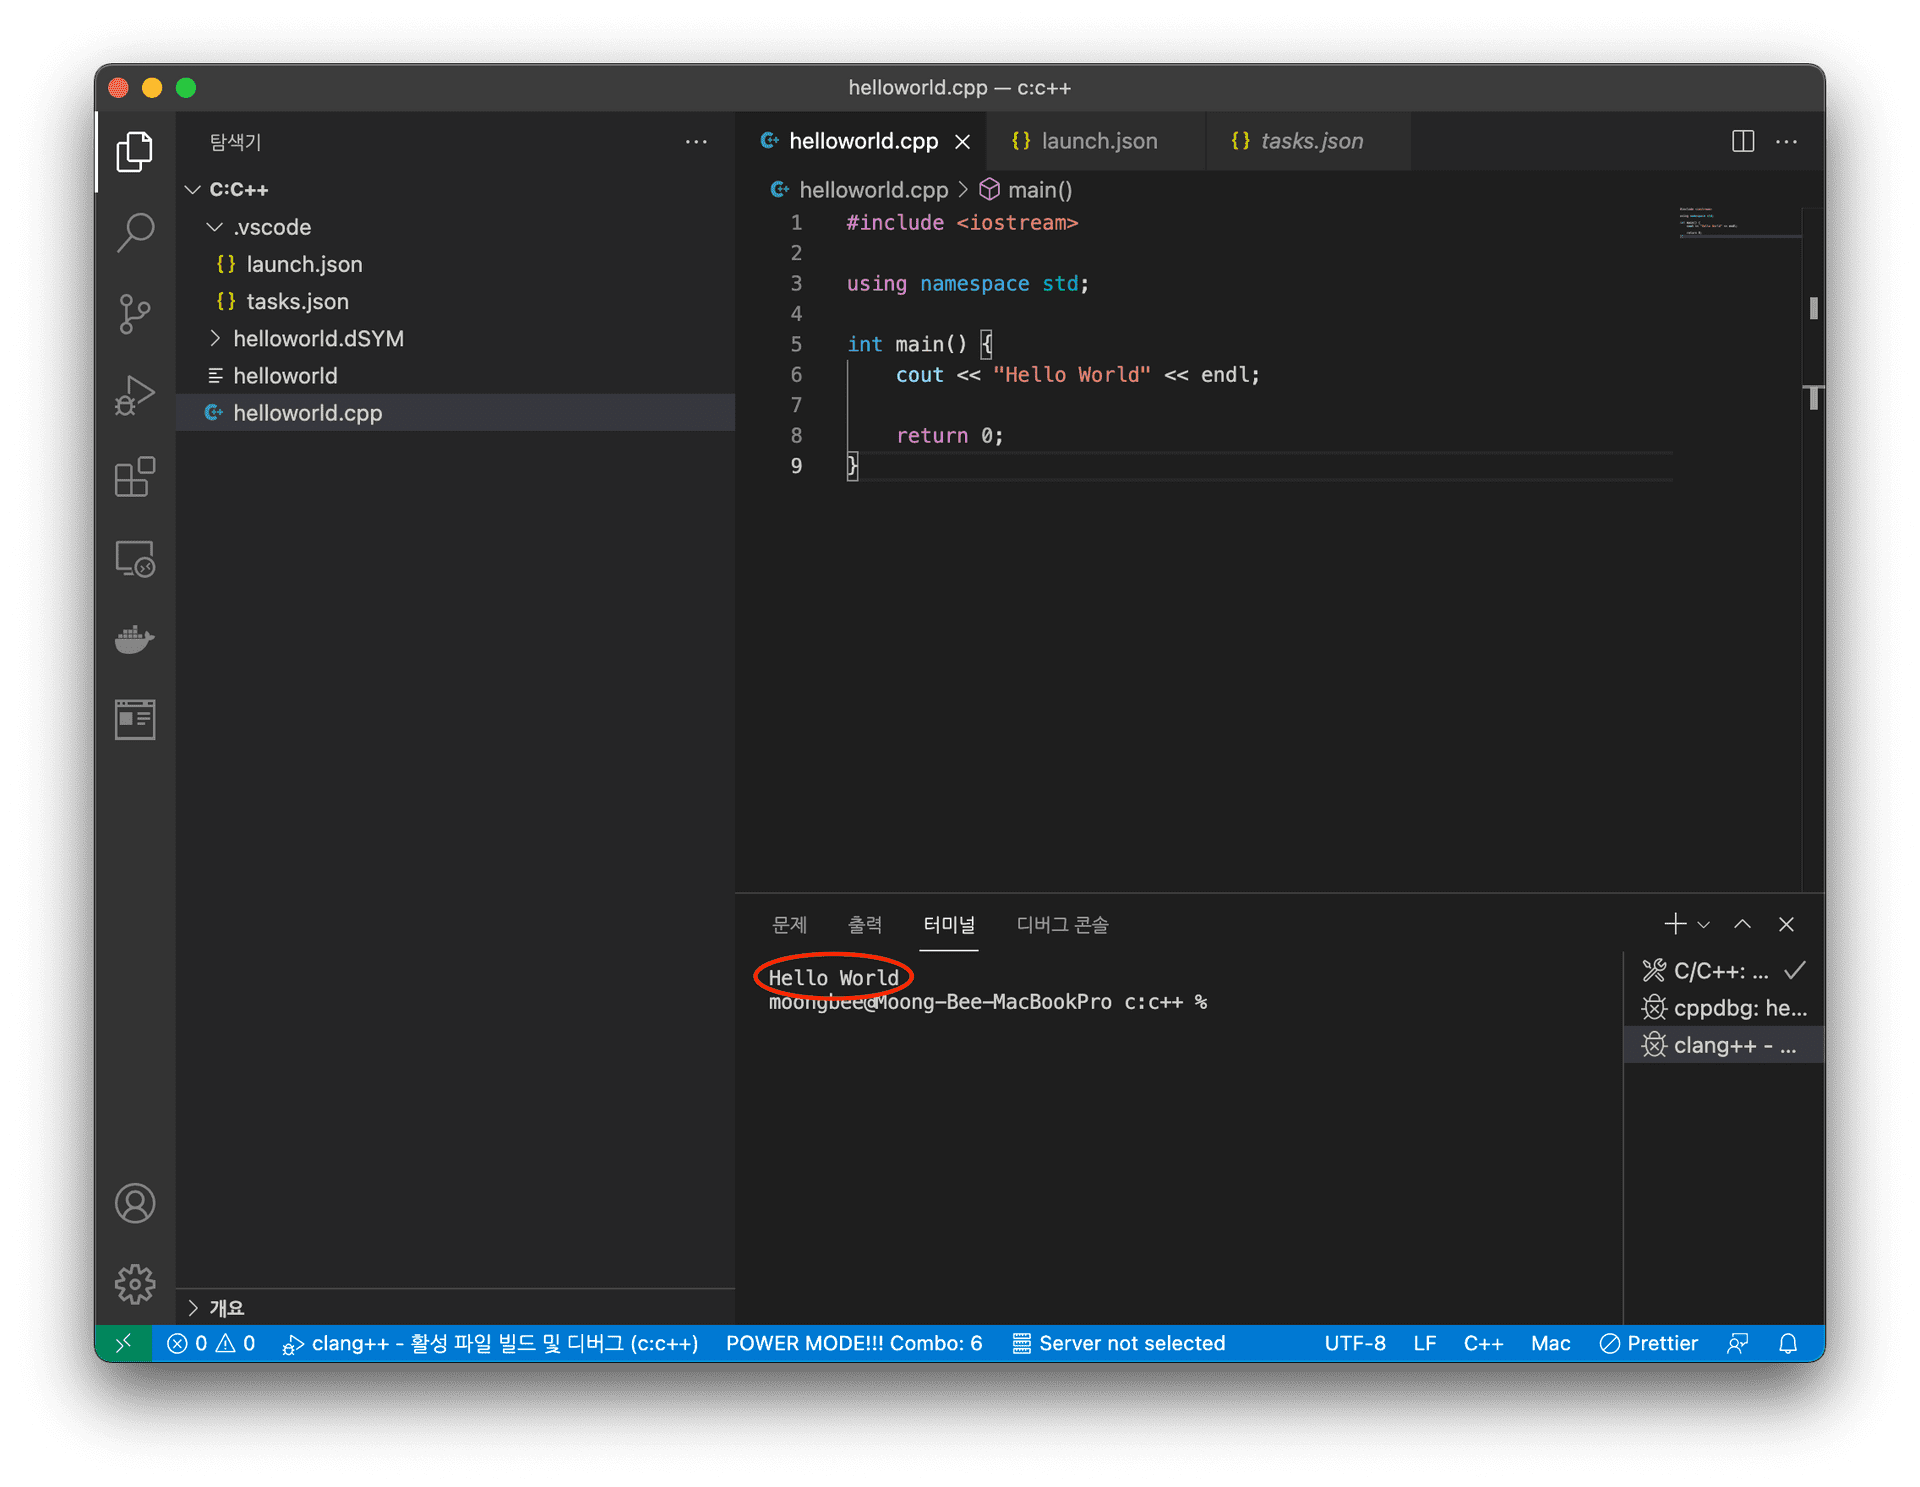 helloworld.cpp — c:c++
탐색기
C:C++
.vscode
launch.json
tasks.json
helloworld.dSYM
helloworld
helloworld.cpp
개요
helloworld.cpp
launch.json
tasks.json
helloworld.cpp > main()
1 #include <iostream>
2
3 using namespace std;
4
5 int main() {
6 cout << "Hello World" << endl;
7
8 return 0;
9 }
문제 출력 터미널 디버그 콘솔
Hello World
moongbee@Moong-Bee-MacBookPro c:c++ %
C/C++: ...
cppdbg: he...
clang++ - ...
0 0 clang++ - 활성 파일 빌드 및 디버그 (c:c++) POWER MODE!!! Combo: 6 Server not selected UTF-8 LF C++ Mac Prettier